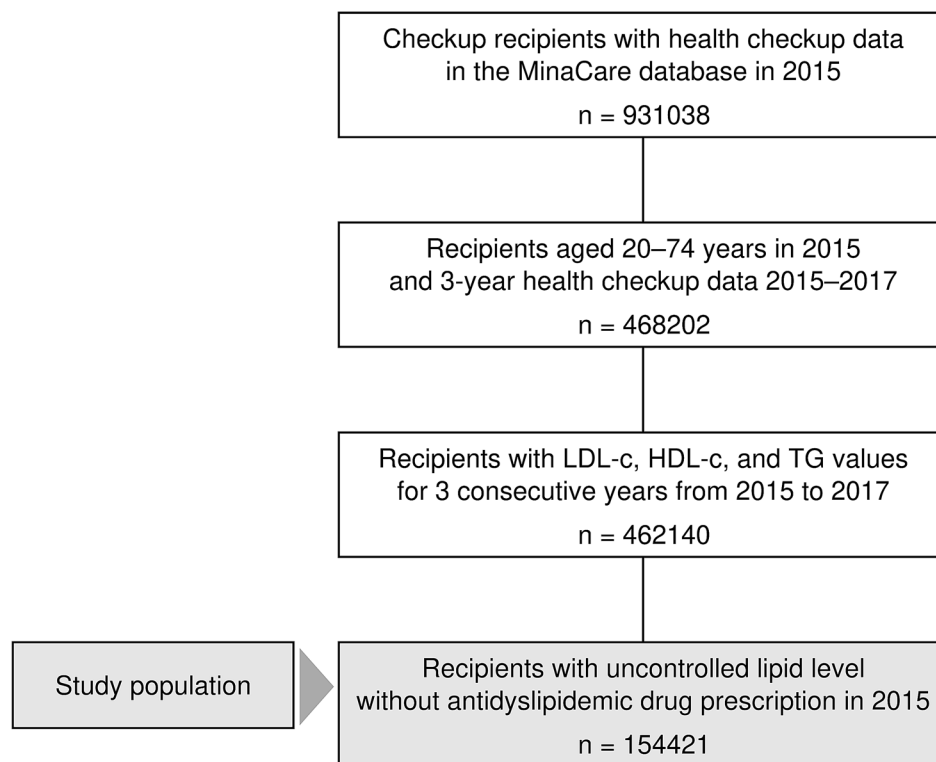 Checkup recipients with health checkup data
in the MinaCare database in 2015
n = 931038
Recipients aged 20–74 years in 2015
and 3-year health checkup data 2015–2017
n = 468202
Recipients with LDL-c, HDL-c, and TG values
for 3 consecutive years from 2015 to 2017
n = 462140
Study population
Recipients with uncontrolled lipid level
without antidyslipidemic drug prescription in 2015
n = 154421